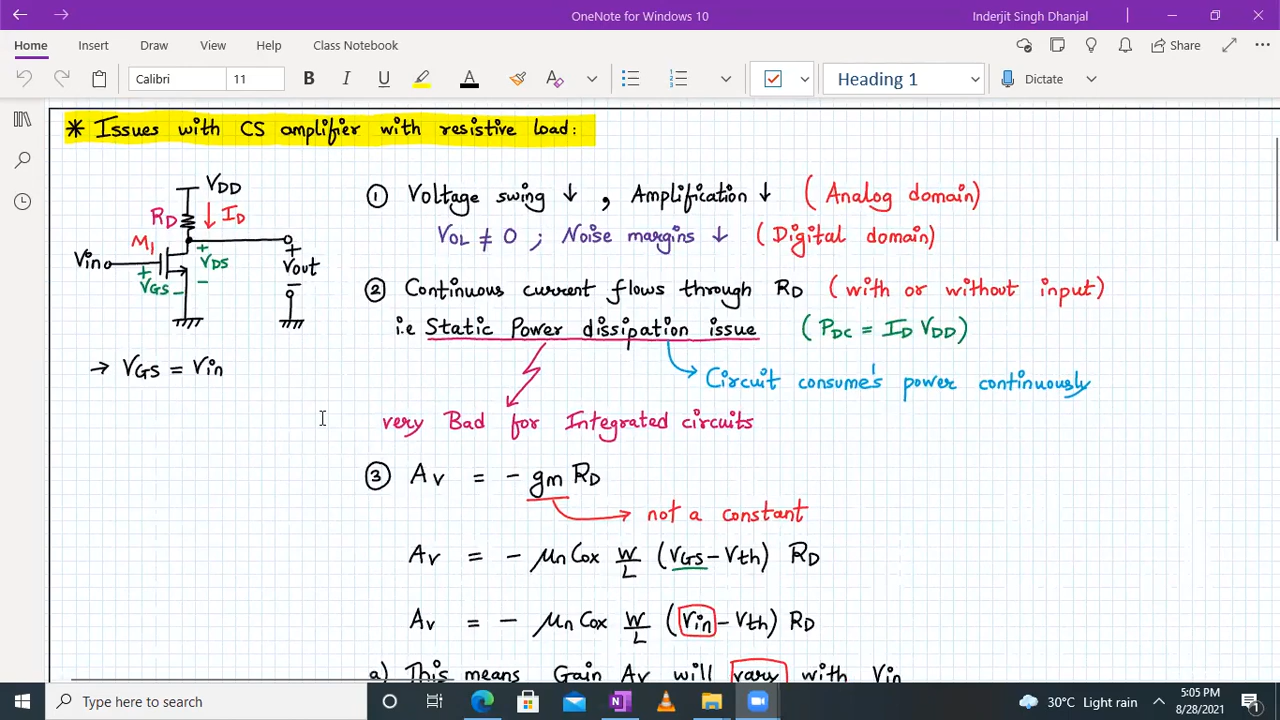 OneNote for Windows 10
Inderjit Singh Dhanjal
Home Insert Draw View Help Class Notebook Share
Calibri 11 B I U A Heading 1 Dictate
* Issues with CS amplifier with resistive load:
VDD
RD ID
M1
Vin VDS
VGS Vout
→ VGS = Vin
① Voltage swing ↓ , Amplification ↓ (Analog domain)
VOL ≠ 0 ; Noise margins ↓ (Digital domain)
② Continuous current flows through RD (with or without input)
i.e Static Power dissipation issue (PDC = ID VDD)
Circuit consume's power continuously
very Bad for Integrated circuits
③ Av = - gm RD
not a constant
Av = - μn Cox W/L (VGS - Vth) RD
Av = - μn Cox W/L (Vin - Vth) RD
a) This means Gain Av will vary with Vin
Type here to search
30°C Light rain
5:05 PM
8/28/2021
1